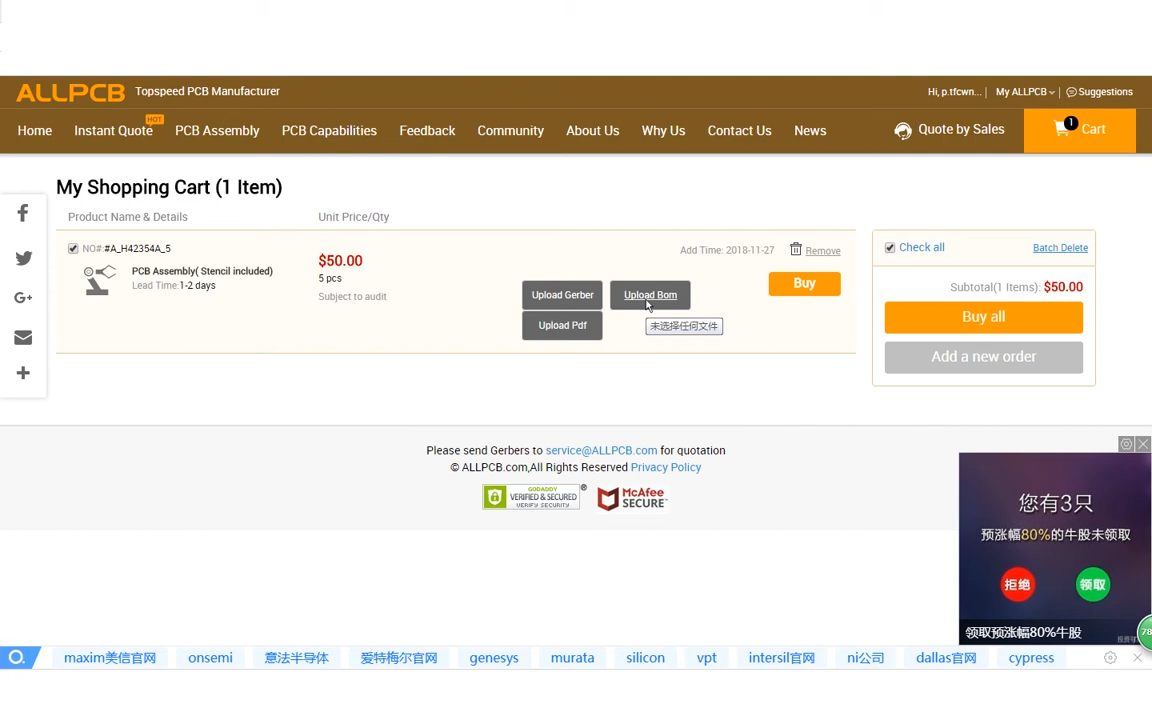 ALLPCB Topspeed PCB Manufacturer
Hi, p.tfcwn... | My ALLPCB | Suggestions
Home Instant Quote HOT PCB Assembly PCB Capabilities Feedback Community About Us Why Us Contact Us News Quote by Sales 1 Cart
My Shopping Cart (1 Item)
Product Name & Details Unit Price/Qty
NO#:#A_H42354A_5
PCB Assembly( Stencil included)
Lead Time:1-2 days
$50.00
5 pcs
Subject to audit
Add Time: 2018-11-27 Remove
Upload Gerber Upload Bom
Upload Pdf
未选择任何文件
Buy
Check all Batch Delete
Subtotal(1 Items): $50.00
Buy all
Add a new order
Please send Gerbers to service@ALLPCB.com for quotation
© ALLPCB.com,All Rights Reserved Privacy Policy
GODADDY
VERIFIED & SECURED
VERIFY SECURITY
®
McAfee
SECURE
您有3只
预涨幅80%的牛股未领取
拒绝 领取
领取预涨幅80%牛股
78
maxim美信官网 onsemi 意法半导体 爱特梅尔官网 genesys murata silicon vpt intersil官网 ni公司 dallas官网 cypress